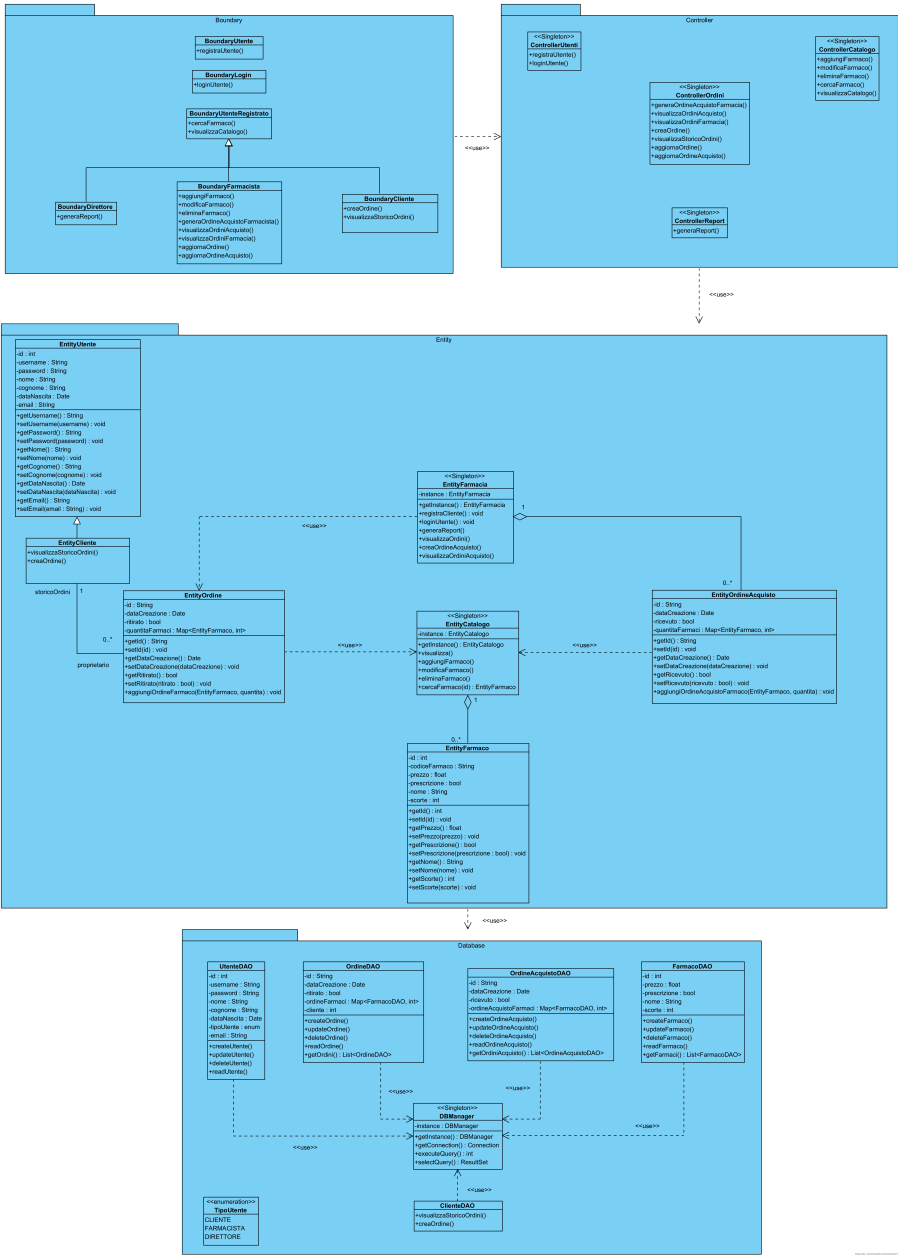 Boundary
BoundaryUtente
+registraUtente()
BoundaryLogin
+loginUtente()
BoundaryUtenteRegistrato
+cercaFarmaco()
+visualizzaCatalogo()
BoundaryDirettore
+generaReport()
BoundaryFarmacista
+aggiungiFarmaco()
+modificaFarmaco()
+eliminaFarmaco()
+generaOrdineAcquistoFarmacista()
+visualizzaOrdiniAcquisto()
+visualizzaOrdiniFarmacia()
+aggiornaOrdine()
+aggiornaOrdineAcquisto()
BoundaryCliente
+creaOrdine()
+visualizzaStoricoOrdini()
<<use>>
Controller
<<Singleton>>
ControllerUtenti
+registraUtente()
+loginUtente()
<<Singleton>>
ControllerCatalogo
+aggiungiFarmaco()
+modificaFarmaco()
+eliminaFarmaco()
+cercaFarmaco()
+visualizzaCatalogo()
<<Singleton>>
ControllerOrdini
+generaOrdineAcquistoFarmacia()
+visualizzaOrdiniAcquisto()
+visualizzaOrdiniFarmacia()
+creaOrdine()
+visualizzaStoricoOrdini()
+aggiornaOrdine()
+aggiornaOrdineAcquisto()
<<Singleton>>
ControllerReport
+generaReport()
<<use>>
Entity
EntityUtente
-id : int
-username : String
-password : String
-nome : String
-cognome : String
-dataNascita : Date
-email : String
+getUsername() : String
+setUsername(username) : void
+getPassword() : String
+setPassword(password) : void
+getNome() : String
+setNome(nome) : void
+getCognome() : String
+setCognome(cognome) : void
+getDataNascita() : Date
+setDataNascita(dataNascita) : void
+getEmail() : String
+setEmail(email : String) : void
EntityCliente
+visualizzaStoricoOrdini()
+creaOrdine()
storicoOrdini
1
0..*
proprietario
<<use>>
<<Singleton>>
EntityFarmacia
-instance : EntityFarmacia
+getInstance() : EntityFarmacia
+registraCliente() : void
+loginUtente() : void
+generaReport()
+visualizzaOrdini()
+creaOrdineAcquisto()
+visualizzaOrdiniAcquisto()
1
0..*
EntityOrdine
-id : String
-dataCreazione : Date
-ritirato : bool
-quantitaFarmaci : Map<EntityFarmaco, int>
+getId() : String
+setId(id) : void
+getDataCreazione() : Date
+setDataCreazione(dataCreazione) : void
+getRitirato() : bool
+setRitirato(ritirato : bool) : void
+aggiungiOrdineFarmaco(EntityFarmaco, quantita) : void
<<use>>
<<Singleton>>
EntityCatalogo
-instance : EntityCatalogo
+getInstance() : EntityCatalogo
+visualizza()
+aggiungiFarmaco()
+modificaFarmaco()
+eliminaFarmaco()
+cercaFarmaco(id) : EntityFarmaco
<<use>>
EntityOrdineAcquisto
-id : String
-dataCreazione : Date
-ricevuto : bool
-quantitaFarmaci : Map<EntityFarmaco, int>
+getId() : String
+setId(id) : void
+getDataCreazione() : Date
+setDataCreazione(dataCreazione) : void
+getRicevuto() : bool
+setRicevuto(ricevuto : bool) : void
+aggiungiOrdineAcquistoFarmaco(EntityFarmaco, quantita) : void
1
0..*
EntityFarmaco
-id : int
-codiceFarmaco : String
-prezzo : float
-prescrizione : bool
-nome : String
-scorte : int
+getId() : int
+setId(id) : void
+getPrezzo() : float
+setPrezzo(prezzo) : void
+getPrescrizione() : bool
+setPrescrizione(prescrizione : bool) : void
+getNome() : String
+setNome(nome) : void
+getScorte() : int
+setScorte(scorte) : void
<<use>>
Database
UtenteDAO
-id : int
-username : String
-password : String
-nome : String
-cognome : String
-dataNascita : Date
-tipoUtente : enum
-email : String
+createUtente()
+updateUtente()
+deleteUtente()
+readUtente()
OrdineDAO
-id : String
-dataCreazione : Date
-ritirato : bool
-ordineFarmaci : Map<FarmacoDAO, int>
-cliente : int
+createOrdine()
+updateOrdine()
+deleteOrdine()
+readOrdine()
+getOrdini() : List<OrdineDAO>
OrdineAcquistoDAO
-id : String
-dataCreazione : Date
-ricevuto : bool
-ordineAcquistoFarmaci : Map<FarmacoDAO, int>
+createOrdineAcquisto()
+updateOrdineAcquisto()
+deleteOrdineAcquisto()
+readOrdineAcquisto()
+getOrdiniAcquisto() : List<OrdineAcquistoDAO>
FarmacoDAO
-id : int
-prezzo : float
-prescrizione : bool
-nome : String
-scorte : int
+createFarmaco()
+updateFarmaco()
+deleteFarmaco()
+readFarmaco()
+getFarmaci() : List<FarmacoDAO>
<<use>>
<<use>>
<<use>>
<<use>>
<<Singleton>>
DBManager
-instance : DBManager
+getInstance() : DBManager
+getConnection() : Connection
+executeQuery() : int
+selectQuery() : ResultSet
<<use>>
ClienteDAO
+visualizzaStoricoOrdini()
+creaOrdine()
<<enumeration>>
TipoUtente
CLIENTE
FARMACISTA
DIRETTORE